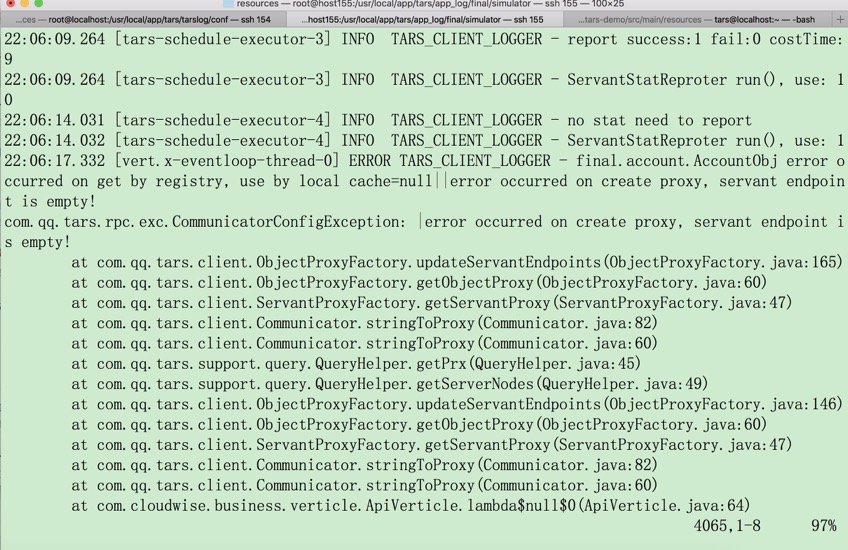 resources — root@host155:/usr/local/app/tars/app_log/final/simulator — ssh 155 — 100×25
...ces — root@localhost:/usr/local/app/tars/tarslog/conf — ssh 154
...host155:/usr/local/app/tars/app_log/final/simulator — ssh 155
...tars-demo/src/main/resources — tars@localhost:~ — -bash
+
22:06:09.264 [tars-schedule-executor-3] INFO  TARS_CLIENT_LOGGER - report success:1 fail:0 costTime:
9
22:06:09.264 [tars-schedule-executor-3] INFO  TARS_CLIENT_LOGGER - ServantStatReproter run(), use: 1
0
22:06:14.031 [tars-schedule-executor-4] INFO  TARS_CLIENT_LOGGER - no stat need to report
22:06:14.032 [tars-schedule-executor-4] INFO  TARS_CLIENT_LOGGER - ServantStatReproter run(), use: 1
22:06:17.332 [vert.x-eventloop-thread-0] ERROR TARS_CLIENT_LOGGER - final.account.AccountObj error o
ccurred on get by registry, use by local cache=null||error occurred on create proxy, servant endpoin
t is empty!
com.qq.tars.rpc.exc.CommunicatorConfigException: |error occurred on create proxy, servant endpoint i
s empty!
        at com.qq.tars.client.ObjectProxyFactory.updateServantEndpoints(ObjectProxyFactory.java:165)
        at com.qq.tars.client.ObjectProxyFactory.getObjectProxy(ObjectProxyFactory.java:60)
        at com.qq.tars.client.ServantProxyFactory.getServantProxy(ServantProxyFactory.java:47)
        at com.qq.tars.client.Communicator.stringToProxy(Communicator.java:82)
        at com.qq.tars.client.Communicator.stringToProxy(Communicator.java:60)
        at com.qq.tars.support.query.QueryHelper.getPrx(QueryHelper.java:45)
        at com.qq.tars.support.query.QueryHelper.getServerNodes(QueryHelper.java:49)
        at com.qq.tars.client.ObjectProxyFactory.updateServantEndpoints(ObjectProxyFactory.java:146)
        at com.qq.tars.client.ObjectProxyFactory.getObjectProxy(ObjectProxyFactory.java:60)
        at com.qq.tars.client.ServantProxyFactory.getServantProxy(ServantProxyFactory.java:47)
        at com.qq.tars.client.Communicator.stringToProxy(Communicator.java:82)
        at com.qq.tars.client.Communicator.stringToProxy(Communicator.java:60)
        at com.cloudwise.business.verticle.ApiVerticle.lambda$null$0(ApiVerticle.java:64)
4065,1-8      97%